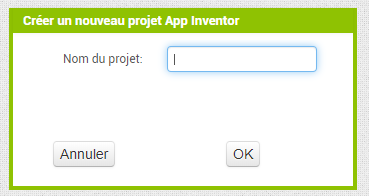 Créer un nouveau projet App Inventor
Nom du projet:
Annuler OK